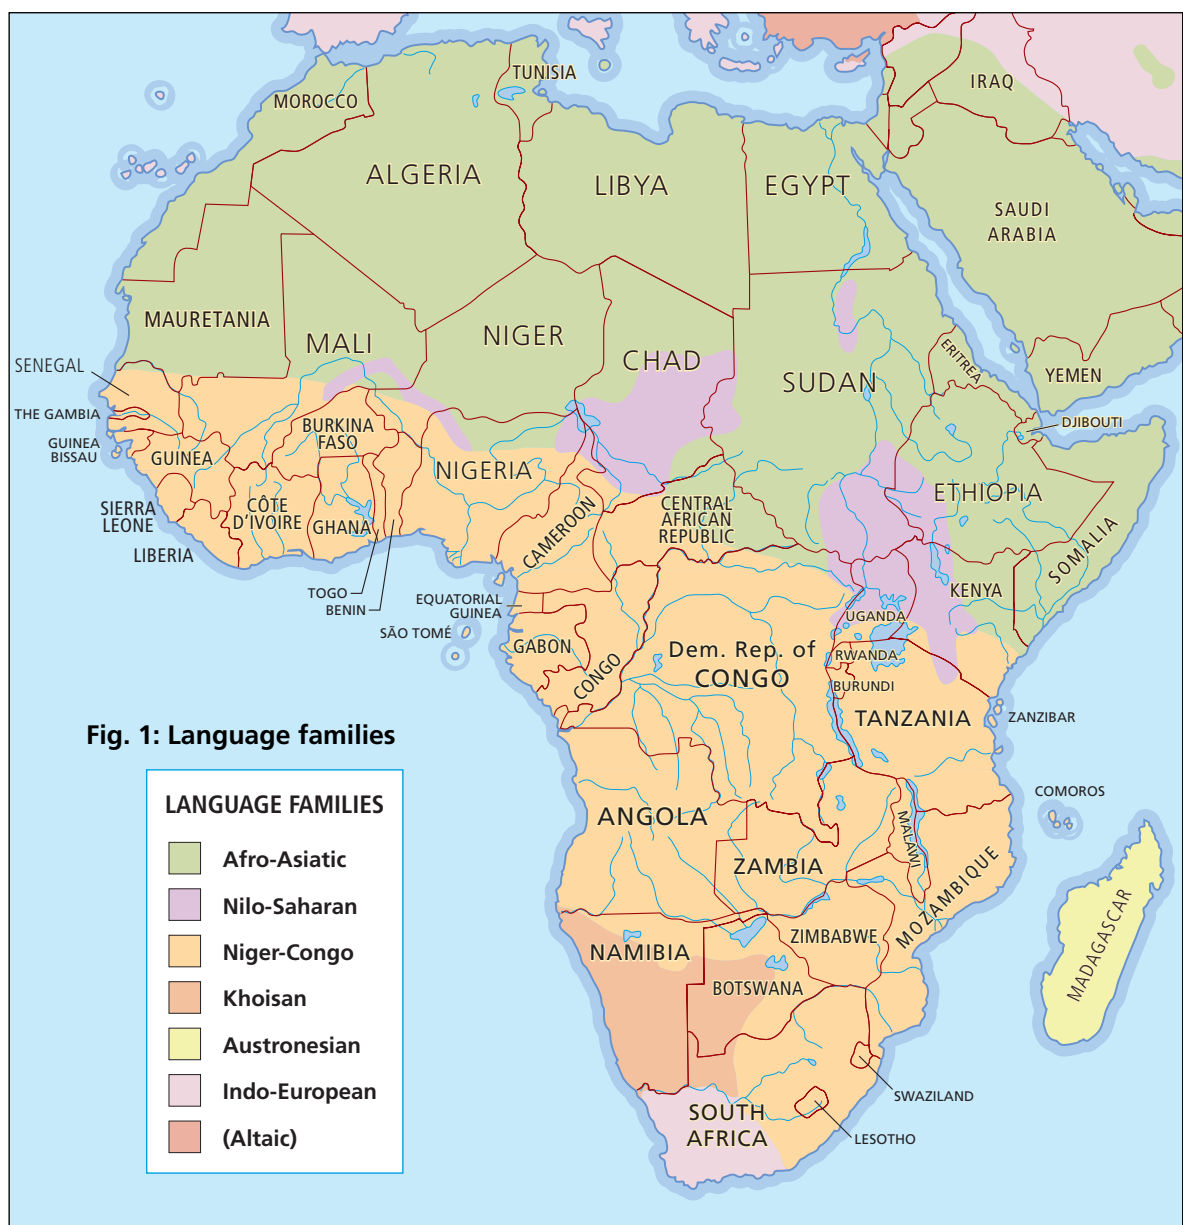 TUNISIA
MOROCCO
IRAQ
ALGERIA
LIBYA
EGYPT
SAUDI
ARABIA
MAURETANIA
MALI
NIGER
CHAD
SUDAN
ERITREA
YEMEN
SENEGAL
THE GAMBIA
GUINEA
BISSAU
GUINEA
BURKINA
FASO
NIGERIA
DJIBOUTI
ETHIOPIA
SIERRA
LEONE
CÔTE
D'IVOIRE
GHANA
LIBERIA
TOGO
BENIN
CAMEROON
CENTRAL
AFRICAN
REPUBLIC
SOMALIA
KENYA
UGANDA
EQUATORIAL
GUINEA
SÃO TOMÉ
GABON
CONGO
Dem. Rep. of
CONGO
RWANDA
BURUNDI
TANZANIA
ZANZIBAR
COMOROS
ANGOLA
ZAMBIA
MALAWI
MOZAMBIQUE
MADAGASCAR
NAMIBIA
ZIMBABWE
BOTSWANA
SWAZILAND
SOUTH
AFRICA
LESOTHO
Fig. 1: Language families
LANGUAGE FAMILIES
Afro-Asiatic
Nilo-Saharan
Niger-Congo
Khoisan
Austronesian
Indo-European
(Altaic)